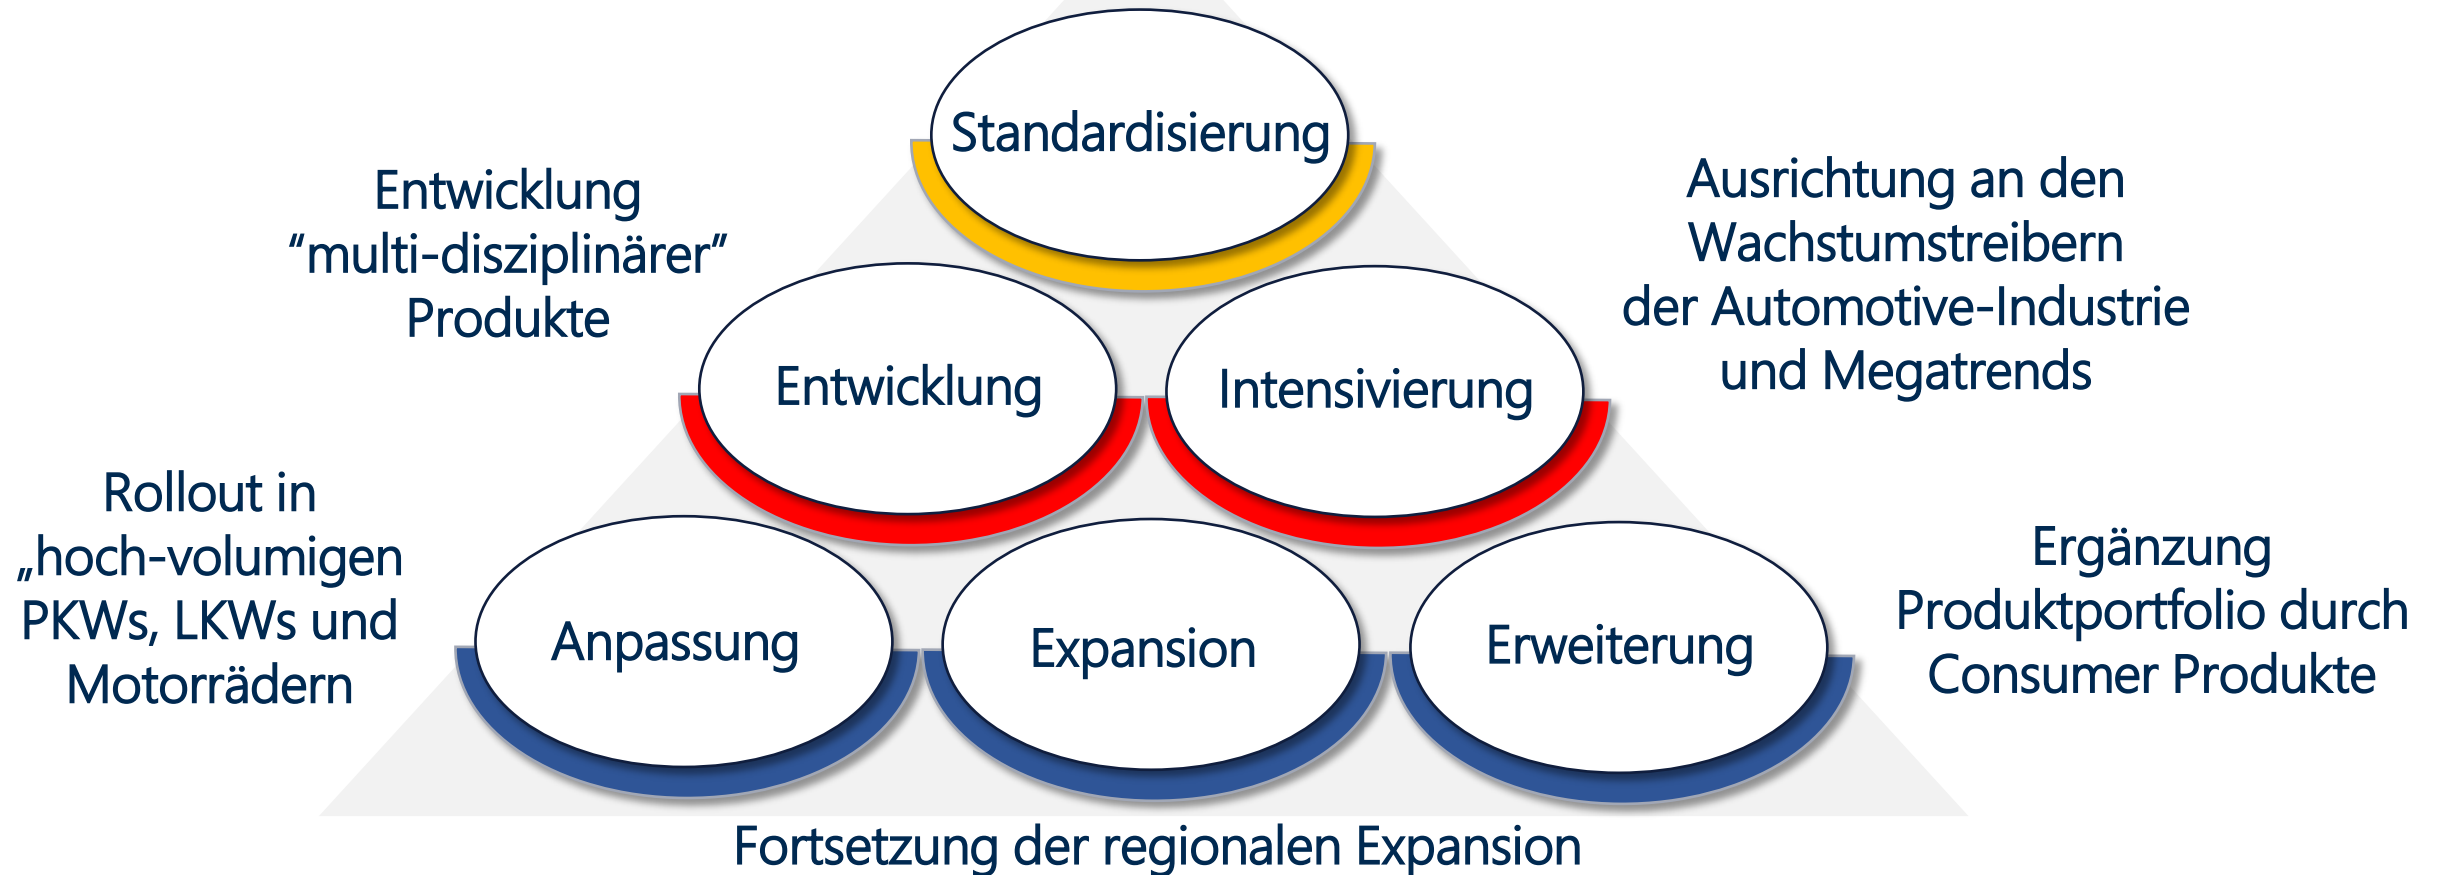 Standardisierung
Entwicklung
“multi-disziplinärer”
Produkte
Ausrichtung an den
Wachstumstreibern
der Automotive-Industrie
und Megatrends
Entwicklung
Intensivierung
Rollout in
„hoch-volumigen
PKWs, LKWs und
Motorrädern
Anpassung
Expansion
Erweiterung
Ergänzung
Produktportfolio durch
Consumer Produkte
Fortsetzung der regionalen Expansion